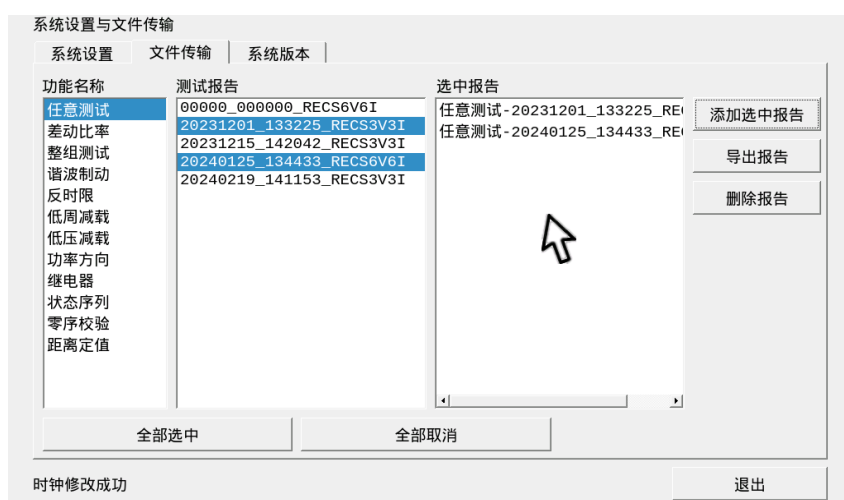 系统设置与文件传输
系统设置 文件传输 系统版本
功能名称 测试报告 选中报告
任意测试
差动比率
整组测试
谐波制动
反时限
低周减载
低压减载
功率方向
继电器
状态序列
零序校验
距离定值
00000_000000_RECS6V6I
20231201_133225_RECS3V3I
20231215_142042_RECS3V3I
20240125_134433_RECS6V6I
20240219_141153_RECS3V3I
任意测试-20231201_133225_RE
任意测试-20240125_134433_RE
添加选中报告
导出报告
删除报告
全部选中 全部取消
时钟修改成功 退出